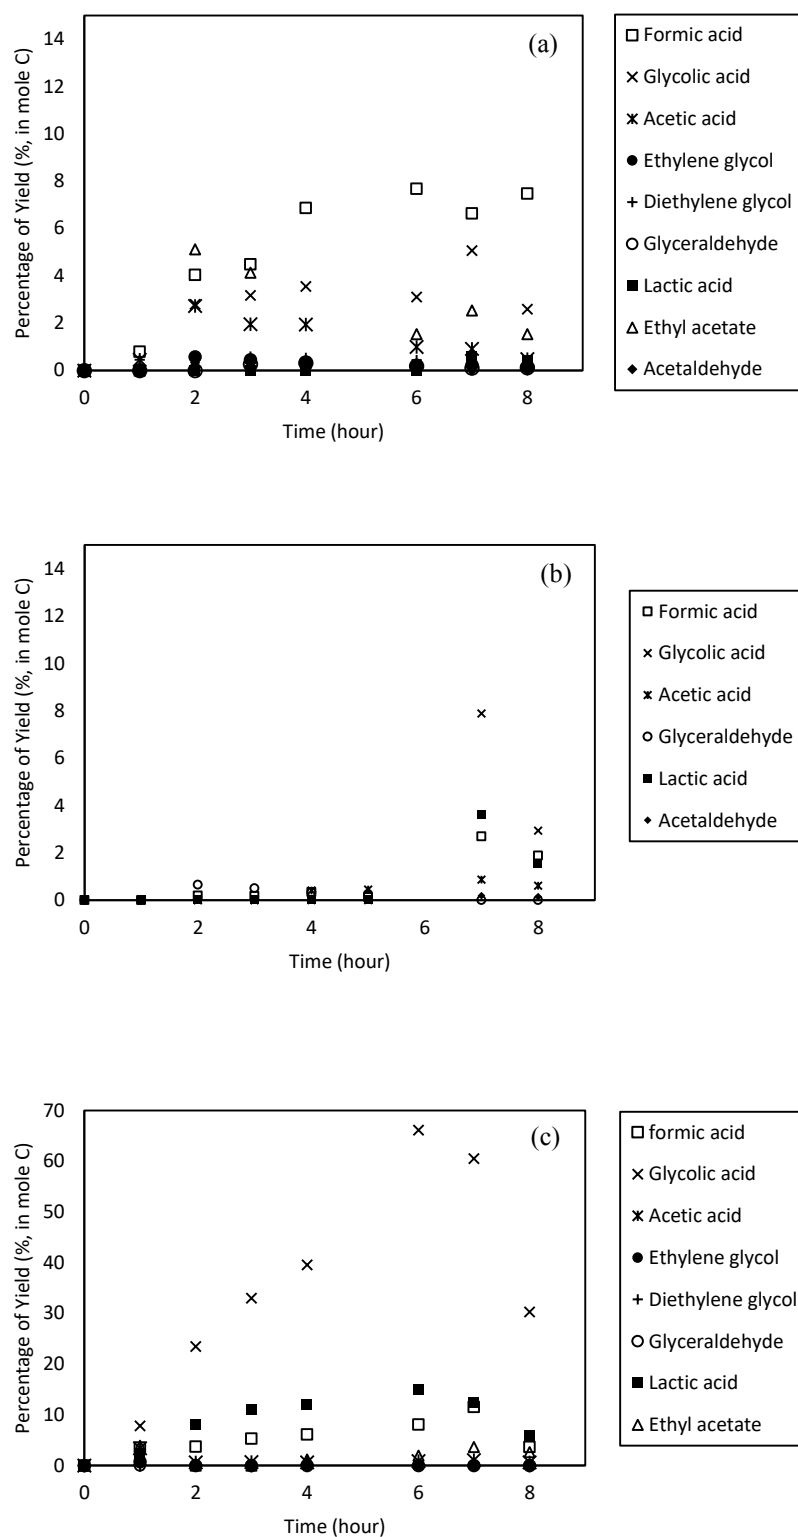 (a)
Percentage of Yield (%, in mole C)
14
12
10
8
6
4
2
0
0 2 4 6 8
Time (hour)
Formic acid
Glycolic acid
Acetic acid
Ethylene glycol
Diethylene glycol
Glyceraldehyde
Lactic acid
Ethyl acetate
Acetaldehyde
(b)
Percentage of Yield (%, in mole C)
14
12
10
8
6
4
2
0
0 2 4 6 8
Time (hour)
Formic acid
Glycolic acid
Acetic acid
Glyceraldehyde
Lactic acid
Acetaldehyde
(c)
Percentage of Yield (%, in mole C)
70
60
50
40
30
20
10
0
0 2 4 6 8
Time (hour)
formic acid
Glycolic acid
Acetic acid
Ethylene glycol
Diethylene glycol
Glyceraldehyde
Lactic acid
Ethyl acetate